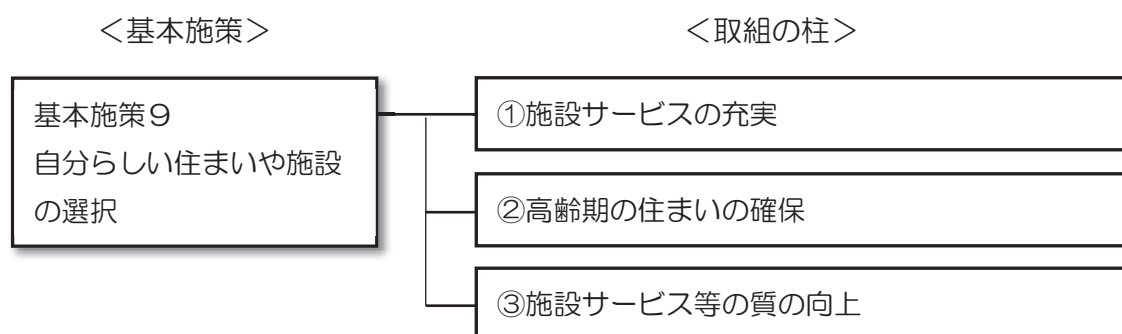 ＜基本施策＞
＜取組の柱＞
基本施策９
自分らしい住まいや施設
の選択
①施設サービスの充実
②高齢期の住まいの確保
③施設サービス等の質の向上